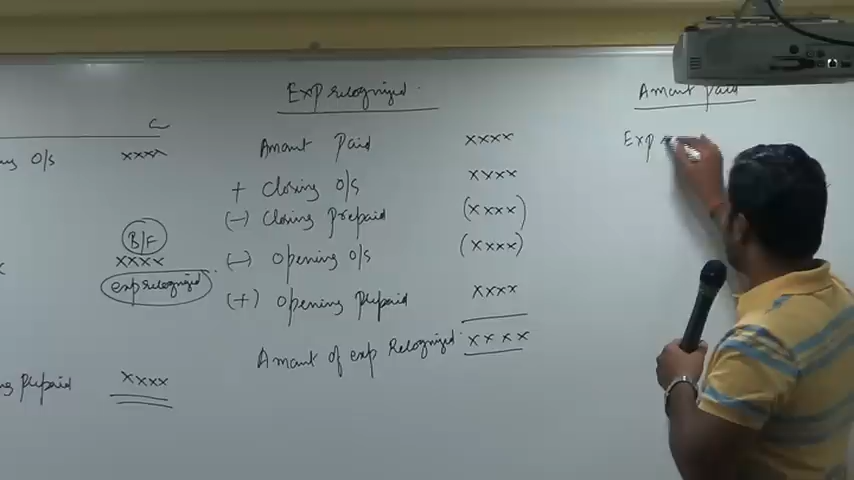 C
ng O/S xxxx
B/F
xxxx
exp recognized
ng Prepaid xxxx
Exp recognized
Amount Paid xxxx
+ Closing O/S xxxx
(-) Closing Prepaid (xxxx)
(-) Opening O/S (xxxx)
(+) Opening Prepaid xxxx
Amount of exp Recognized xxxx
Amount Paid
Exp